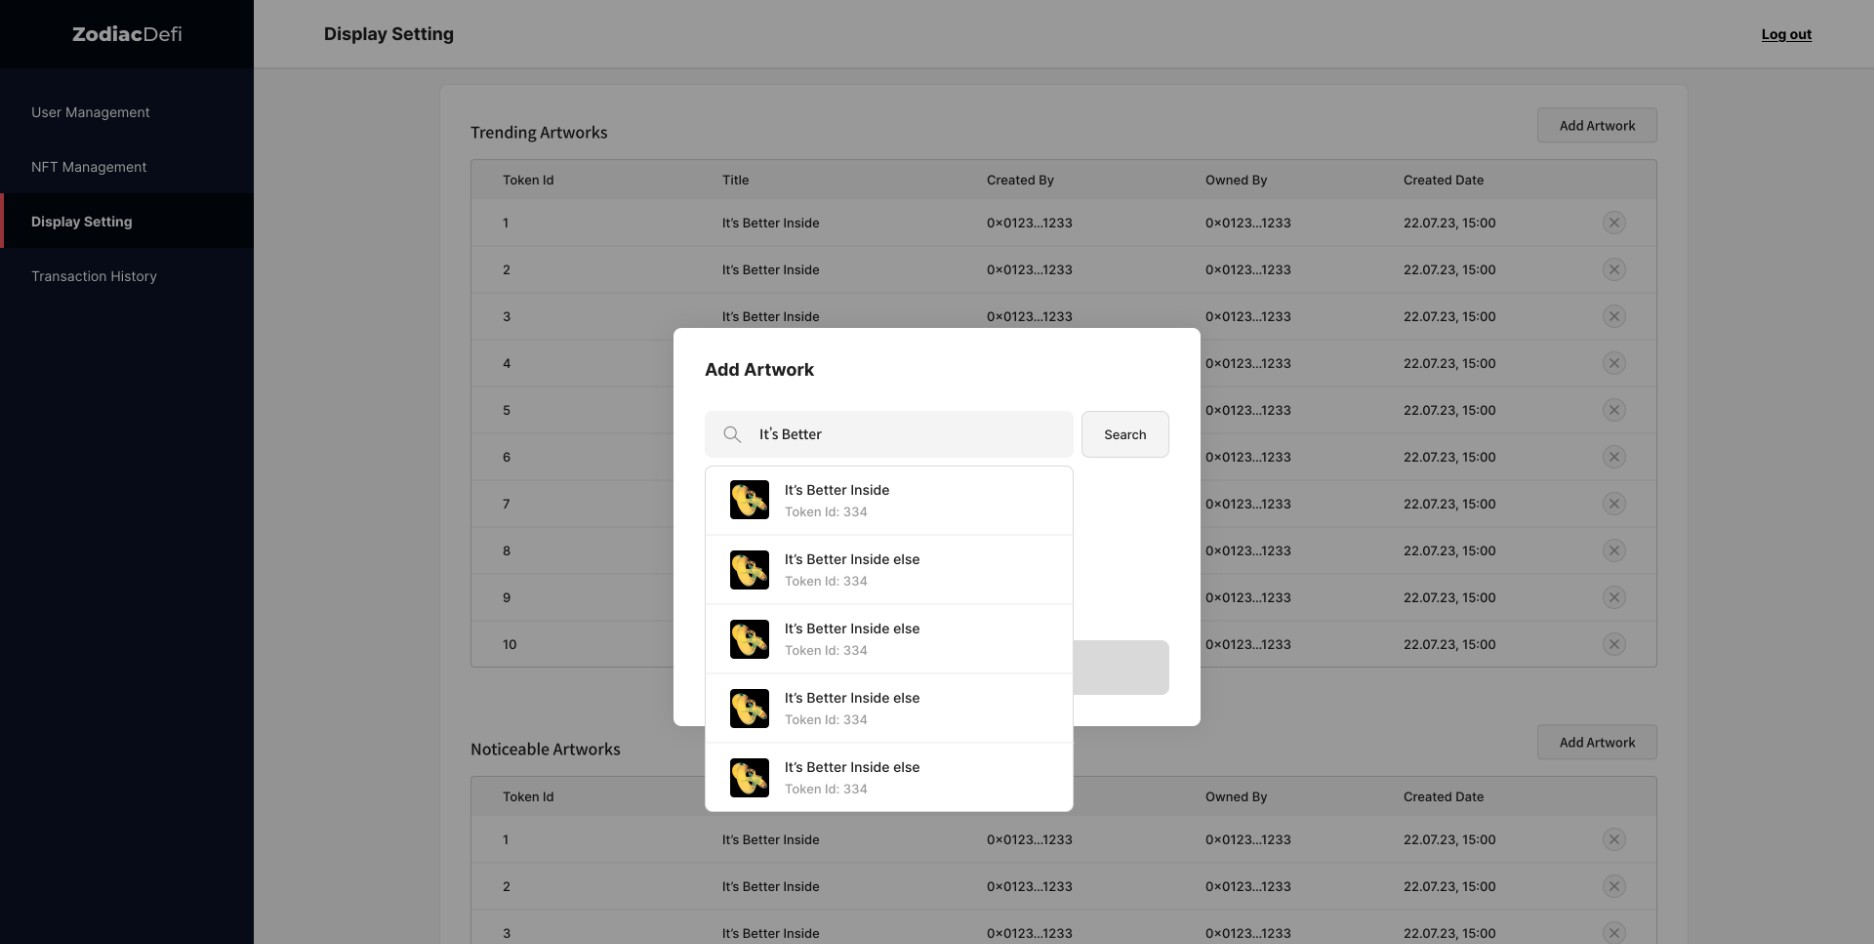 ZodiacDefi
Display Setting
Log out
User Management
NFT Management
Display Setting
Transaction History
Trending Artworks
Add Artwork
Token Id Title Created By Owned By Created Date
1 It’s Better Inside 0×0123...1233 0×0123...1233 22.07.23, 15:00
2 It’s Better Inside 0×0123...1233 0×0123...1233 22.07.23, 15:00
3 It’s Better Inside 0×0123...1233 0×0123...1233 22.07.23, 15:00
4 0×0123...1233 22.07.23, 15:00
5 0×0123...1233 22.07.23, 15:00
6 0×0123...1233 22.07.23, 15:00
7 0×0123...1233 22.07.23, 15:00
8 0×0123...1233 22.07.23, 15:00
9 0×0123...1233 22.07.23, 15:00
10 0×0123...1233 22.07.23, 15:00
Add Artwork
It's Better
Search
It’s Better Inside
Token Id: 334
It’s Better Inside else
Token Id: 334
It’s Better Inside else
Token Id: 334
It’s Better Inside else
Token Id: 334
It’s Better Inside else
Token Id: 334
Noticeable Artworks
Add Artwork
Token Id Owned By Created Date
1 It’s Better Inside 0×0123...1233 0×0123...1233 22.07.23, 15:00
2 It’s Better Inside 0×0123...1233 0×0123...1233 22.07.23, 15:00
3 It’s Better Inside 0×0123...1233 0×0123...1233 22.07.23, 15:00